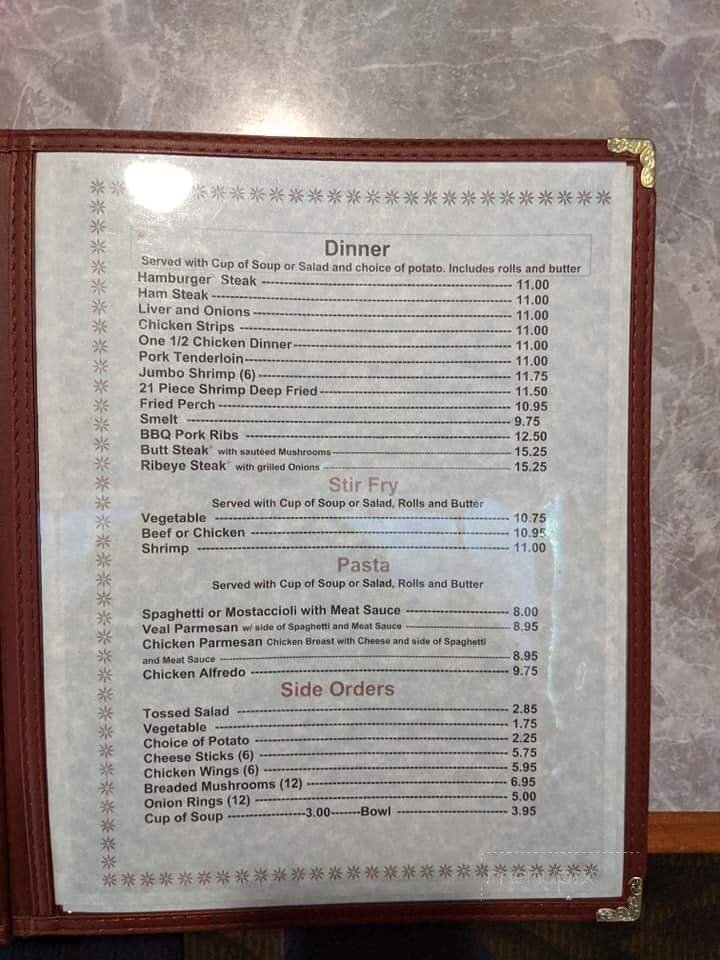 Dinner
Served with Cup of Soup or Salad and choice of potato. Includes rolls and butter
Hamburger* Steak 11.00
Ham Steak 11.00
Liver and Onions 11.00
Chicken Strips 11.00
One 1/2 Chicken Dinner 11.00
Pork Tenderloin 11.00
Jumbo Shrimp (6) 11.75
21 Piece Shrimp Deep Fried 11.50
Fried Perch 10.95
Smelt 9.75
BBQ Pork Ribs 12.50
Butt Steak* with sautéed Mushrooms 15.25
Ribeye Steak* with grilled Onions 15.25
Stir Fry
Served with Cup of Soup or Salad, Rolls and Butter
Vegetable 10.75
Beef or Chicken 10.95
Shrimp 11.00
Pasta
Served with Cup of Soup or Salad, Rolls and Butter
Spaghetti or Mostaccioli with Meat Sauce 8.00
Veal Parmesan w/ side of Spaghetti and Meat Sauce 8.95
Chicken Parmesan Chicken Breast with Cheese and side of Spaghetti
and Meat Sauce 8.95
Chicken Alfredo 9.75
Side Orders
Tossed Salad 2.85
Vegetable 1.75
Choice of Potato 2.25
Cheese Sticks (6) 5.75
Chicken Wings (6) 5.95
Breaded Mushrooms (12) 6.95
Onion Rings (12) 5.00
Cup of Soup 3.00 Bowl 3.95